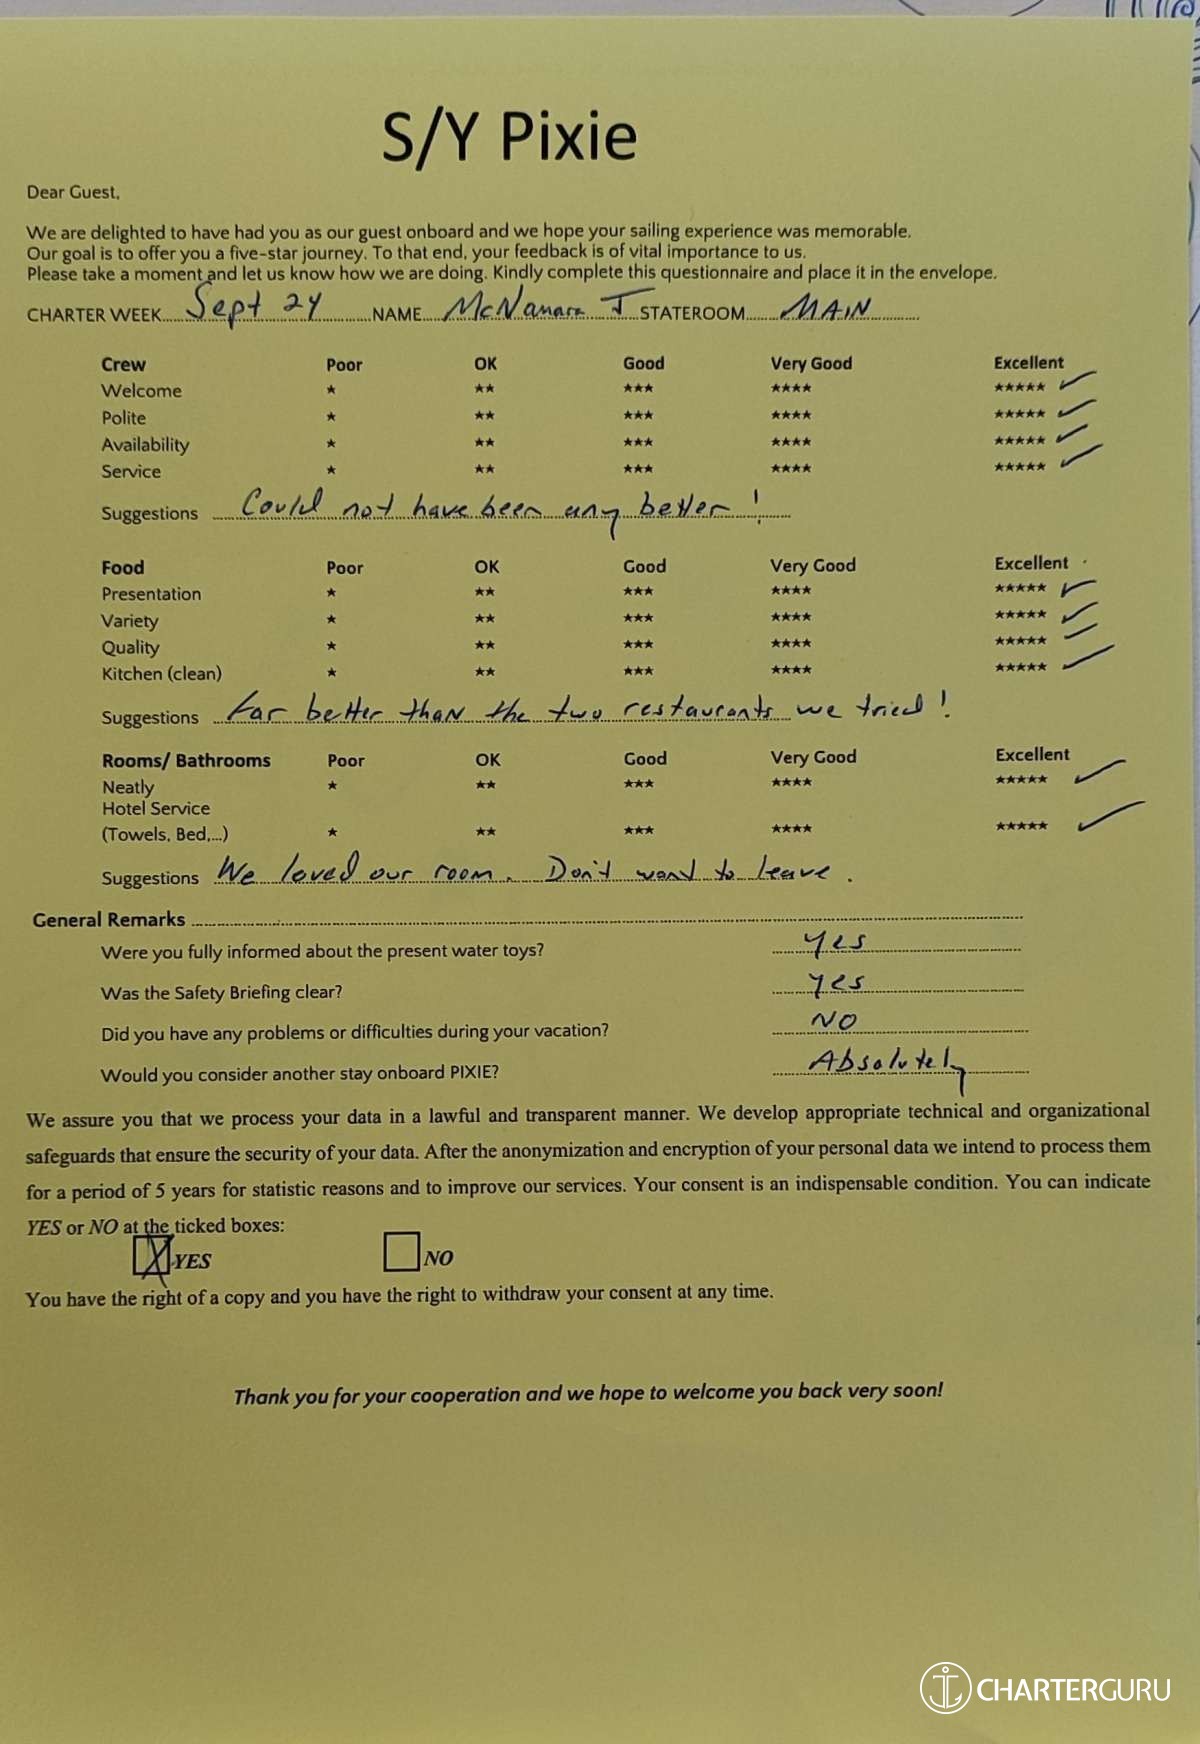 S/Y Pixie
Dear Guest,
We are delighted to have had you as our guest onboard and we hope your sailing experience was memorable.
Our goal is to offer you a five-star journey. To that end, your feedback is of vital importance to us.
Please take a moment and let us know how we are doing. Kindly complete this questionnaire and place it in the envelope.
CHARTER WEEK Sept 24 NAME McNamara J STATEROOM MAIN
Crew Poor OK Good Very Good Excellent
Welcome ★ ★★ ★★★ ★★★★ ★★★★★ ✓
Polite ★ ★★ ★★★ ★★★★ ★★★★★ ✓
Availability ★ ★★ ★★★ ★★★★ ★★★★★ ✓
Service ★ ★★ ★★★ ★★★★ ★★★★★ ✓
Suggestions Could not have been any better!
Food Poor OK Good Very Good Excellent
Presentation ★ ★★ ★★★ ★★★★ ★★★★★ ✓
Variety ★ ★★ ★★★ ★★★★ ★★★★★ ✓
Quality ★ ★★ ★★★ ★★★★ ★★★★★ ✓
Kitchen (clean) ★ ★★ ★★★ ★★★★ ★★★★★ ✓
Suggestions Far better than the two restaurants we tried!
Rooms/ Bathrooms Poor OK Good Very Good Excellent
Neatly ★ ★★ ★★★ ★★★★ ★★★★★ ✓
Hotel Service
(Towels, Bed,...) ★ ★★ ★★★ ★★★★ ★★★★★ ✓
Suggestions We loved our room. Don't want to leave.
General Remarks
Were you fully informed about the present water toys? Yes
Was the Safety Briefing clear? Yes
Did you have any problems or difficulties during your vacation? NO
Would you consider another stay onboard PIXIE? Absolutely
We assure you that we process your data in a lawful and transparent manner. We develop appropriate technical and organizational
safeguards that ensure the security of your data. After the anonymization and encryption of your personal data we intend to process them
for a period of 5 years for statistic reasons and to improve our services. Your consent is an indispensable condition. You can indicate
YES or NO at the ticked boxes:
X YES NO
You have the right of a copy and you have the right to withdraw your consent at any time.
Thank you for your cooperation and we hope to welcome you back very soon!
CHARTERGURU